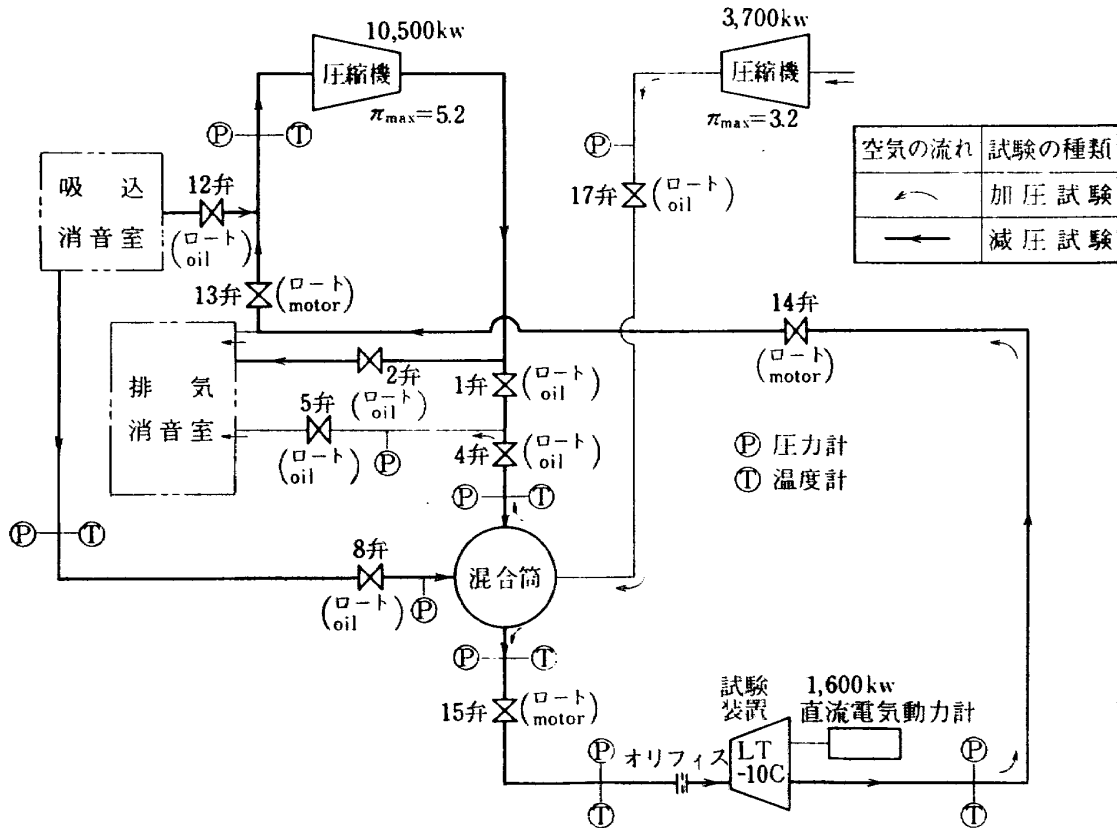 10,500kw
圧縮機
πmax=5.2
3,700kw
圧縮機
πmax=3.2
Ⓟ Ⓣ
Ⓟ
空気の流れ 試験の種類
加圧試験
減圧試験
吸込
消音室
12弁
(ロート
oil)
17弁(ロート
oil)
13弁(ロート
motor)
14弁
(ロート
motor)
排気
消音室
2弁
(ロート
oil)
1弁(ロート
oil)
5弁
(ロート
oil)
Ⓟ
4弁(ロート
oil)
Ⓟ 圧力計
Ⓣ 温度計
Ⓟ Ⓣ
Ⓟ Ⓣ
8弁
(ロート
oil)
Ⓟ
混合筒
Ⓟ Ⓣ
15弁(ロート
motor)
試験
装置
1,600kw
直流電気動力計
Ⓟ
Ⓣ
オリフィス
LT
-10C
Ⓟ
Ⓣ